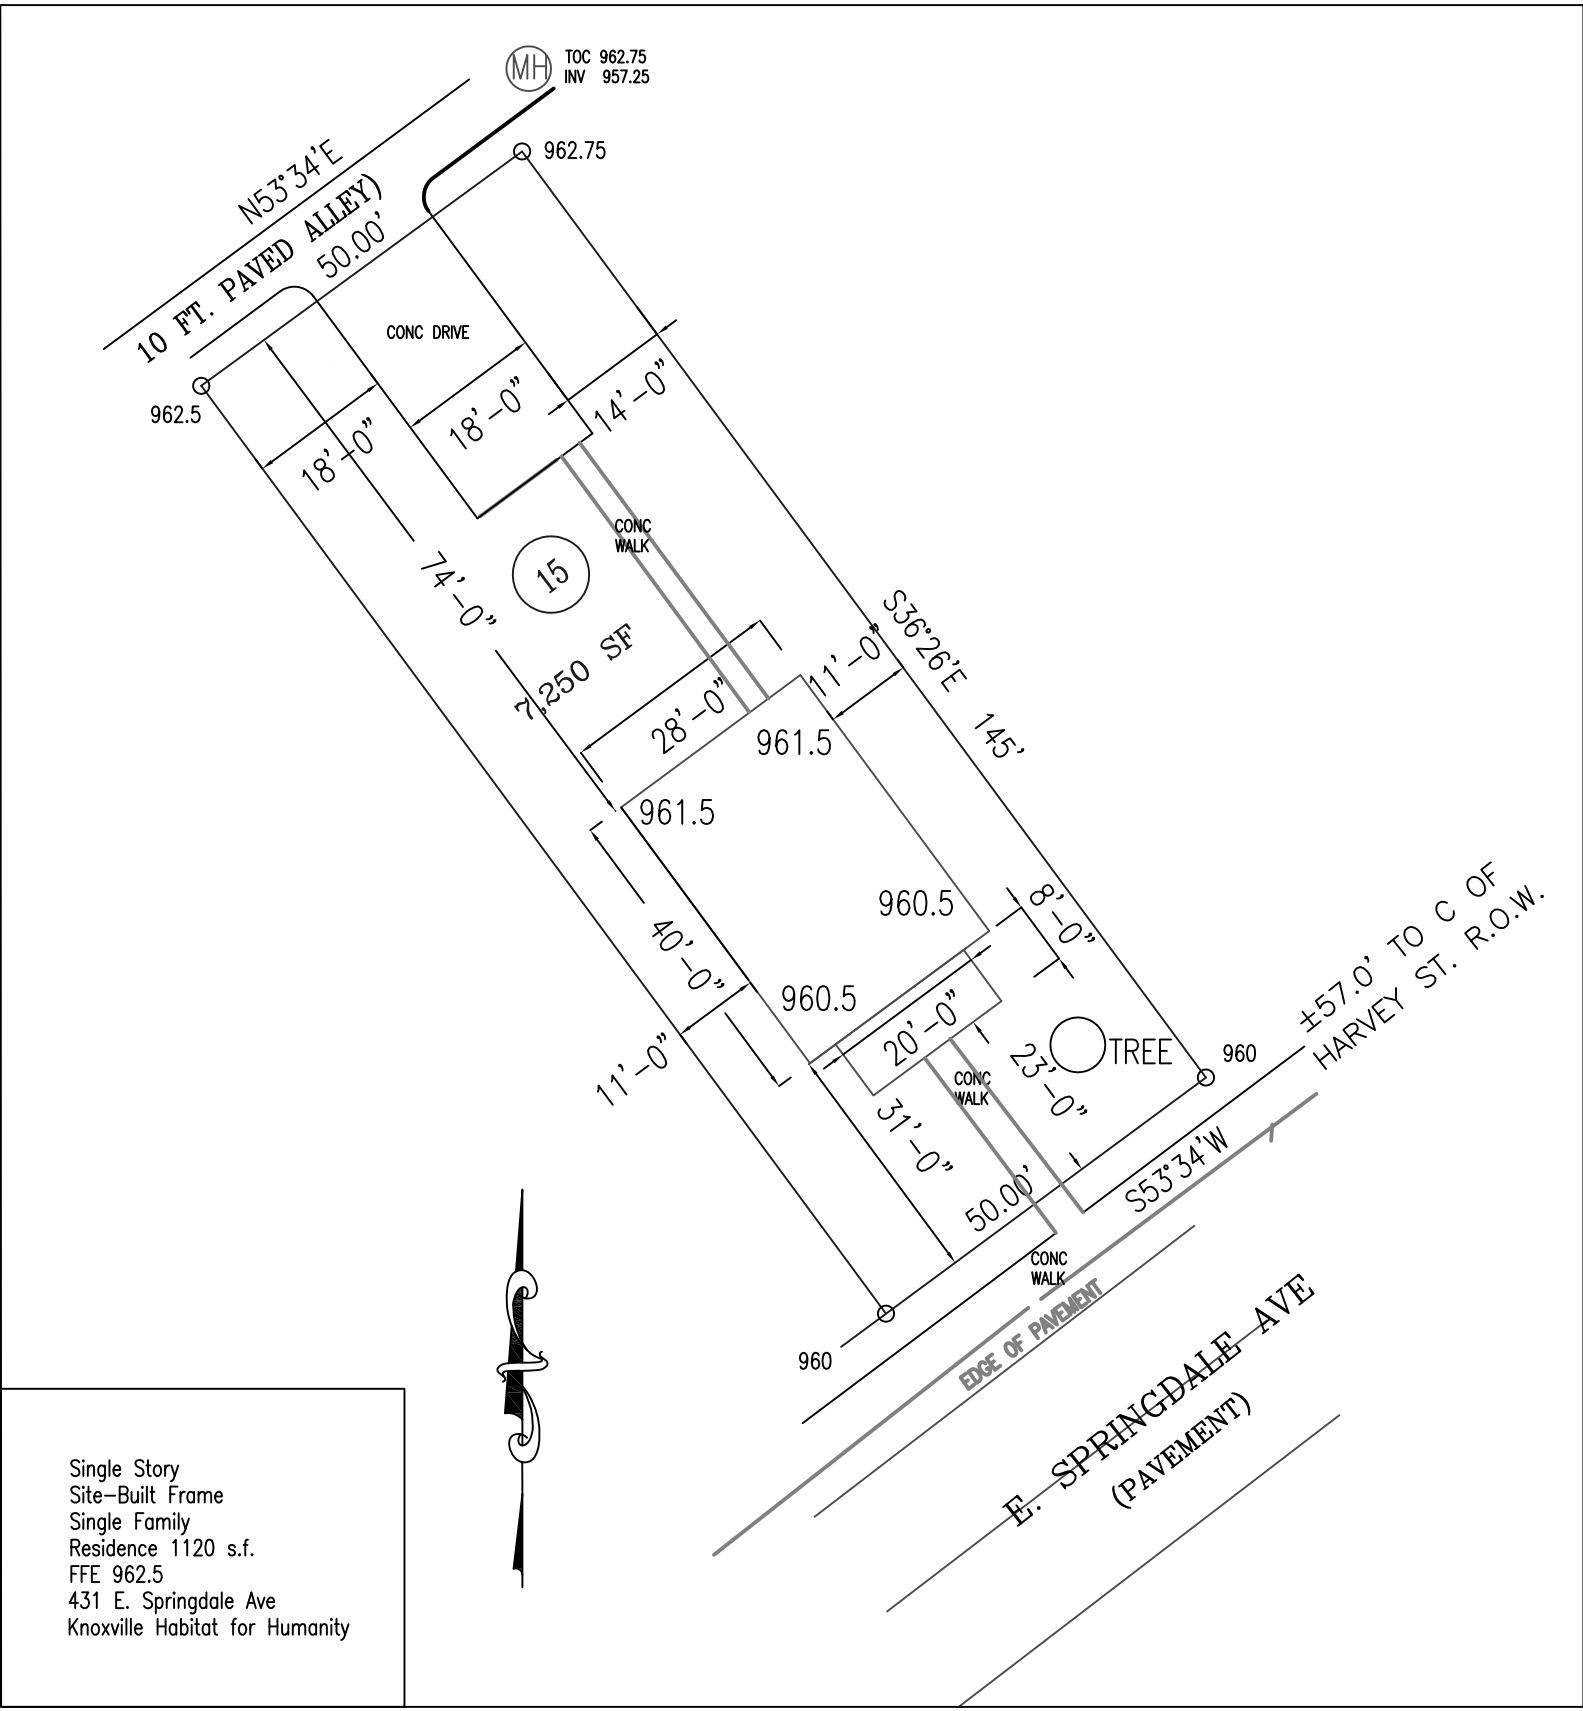 MH
TOC 962.75
INV 957.25
N53°34'E
10 FT. PAVED ALLEY)
50.00'
962.75
962.5
CONC DRIVE
18'-0"
18'-0"
14'-0"
CONC
WALK
74'-0"
15
7,250 SF
28'-0"
11'-0"
S36°26'E 145'
961.5
961.5
960.5
960.5
40'-0"
11'-0"
8'-0"
20'-0"
TREE
960
±57.0' TO C OF
HARVEY ST. R.O.W.
CONC
WALK
23'-0"
31'-0"
50.00'
S53°34'W
CONC
WALK
960
EDGE OF PAVEMENT
E. SPRINGDALE AVE
(PAVEMENT)
Single Story
Site-Built Frame
Single Family
Residence 1120 s.f.
FFE 962.5
431 E. Springdale Ave
Knoxville Habitat for Humanity